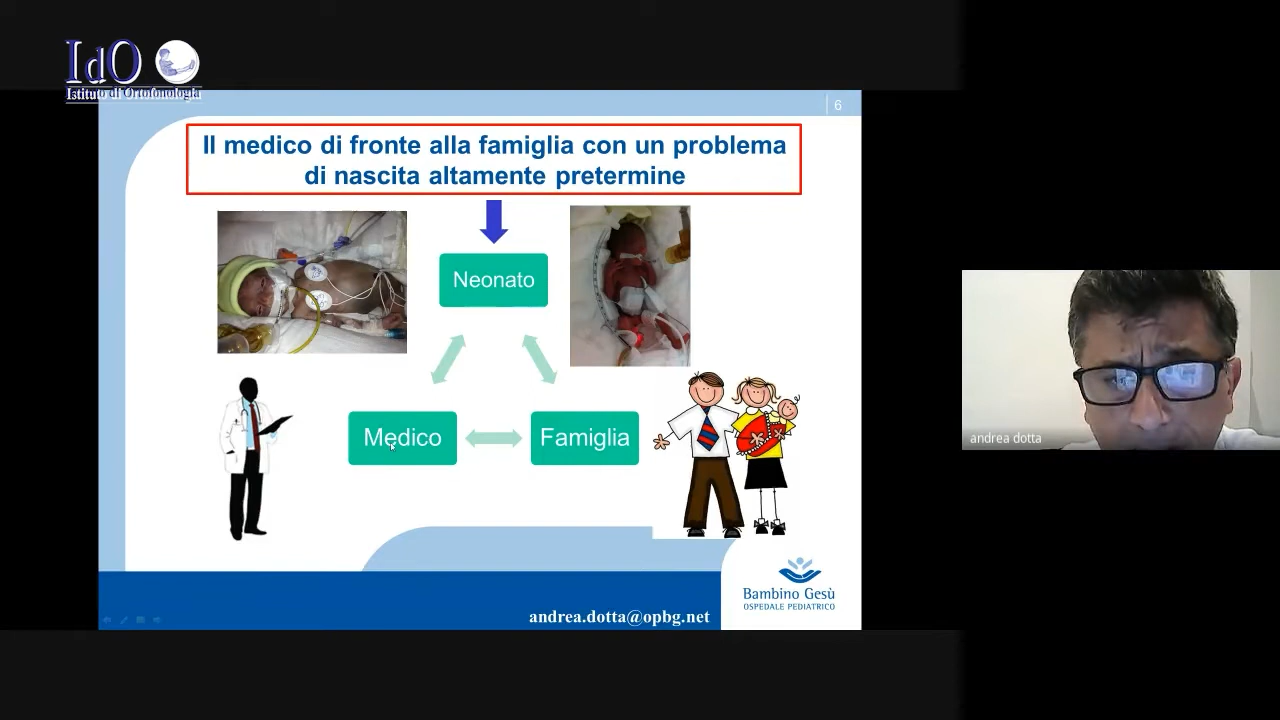 IdO
Istituto di Ortofonologia
6
Il medico di fronte alla famiglia con un problema
di nascita altamente pretermine
Neonato
Medico
Famiglia
andrea dotta
Bambino Gesù
OSPEDALE PEDIATRICO
andrea.dotta@opbg.net